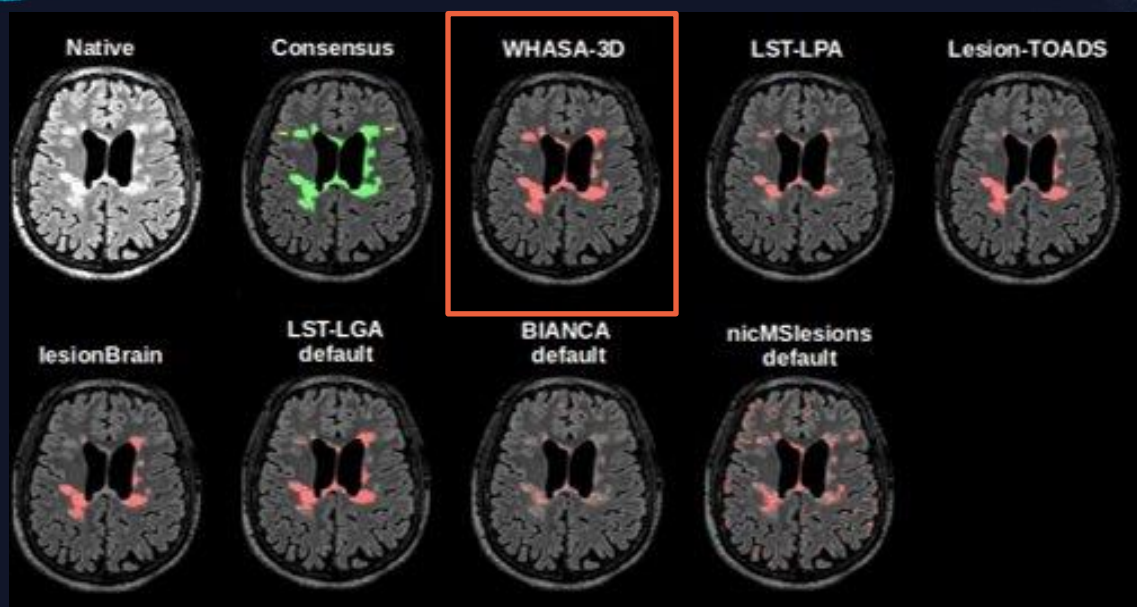 Native
Consensus
WHASA-3D
LST-LPA
Lesion-TOADS
lesionBrain
LST-LGA
default
BIANCA
default
nicMSlesions
default